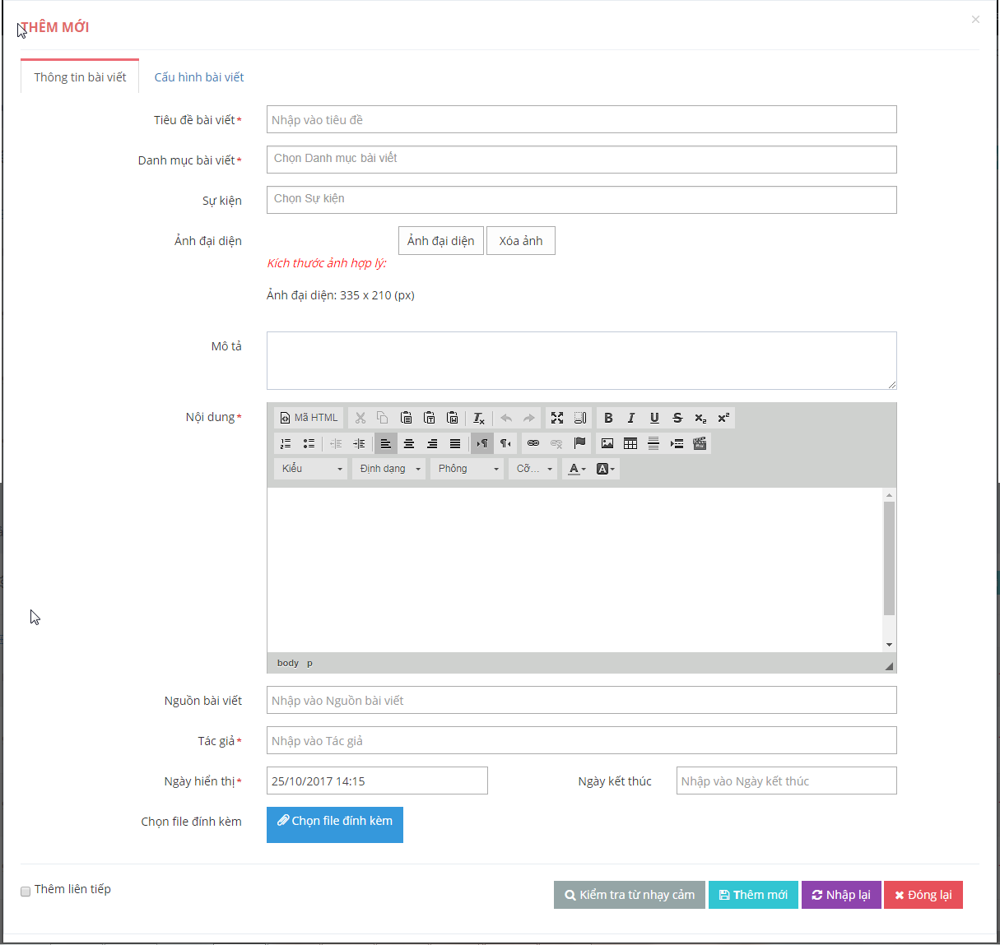 THÊM MỚI
×
Thông tin bài viết Cấu hình bài viết
Tiêu đề bài viết* Nhập vào tiêu đề
Danh mục bài viết* Chọn Danh mục bài viết
Sự kiện Chọn Sự kiện
Ảnh đại diện Ảnh đại diện Xóa ảnh
Kích thước ảnh hợp lý:
Ảnh đại diện: 335 x 210 (px)
Mô tả
Nội dung* Mã HTML
Kiểu Định dạng Phông Cỡ...
body p
Nguồn bài viết Nhập vào Nguồn bài viết
Tác giả* Nhập vào Tác giả
Ngày hiển thị* 25/10/2017 14:15 Ngày kết thúc Nhập vào Ngày kết thúc
Chọn file đính kèm Chọn file đính kèm
Thêm liên tiếp Kiểm tra từ nhạy cảm Thêm mới Nhập lại Đóng lại